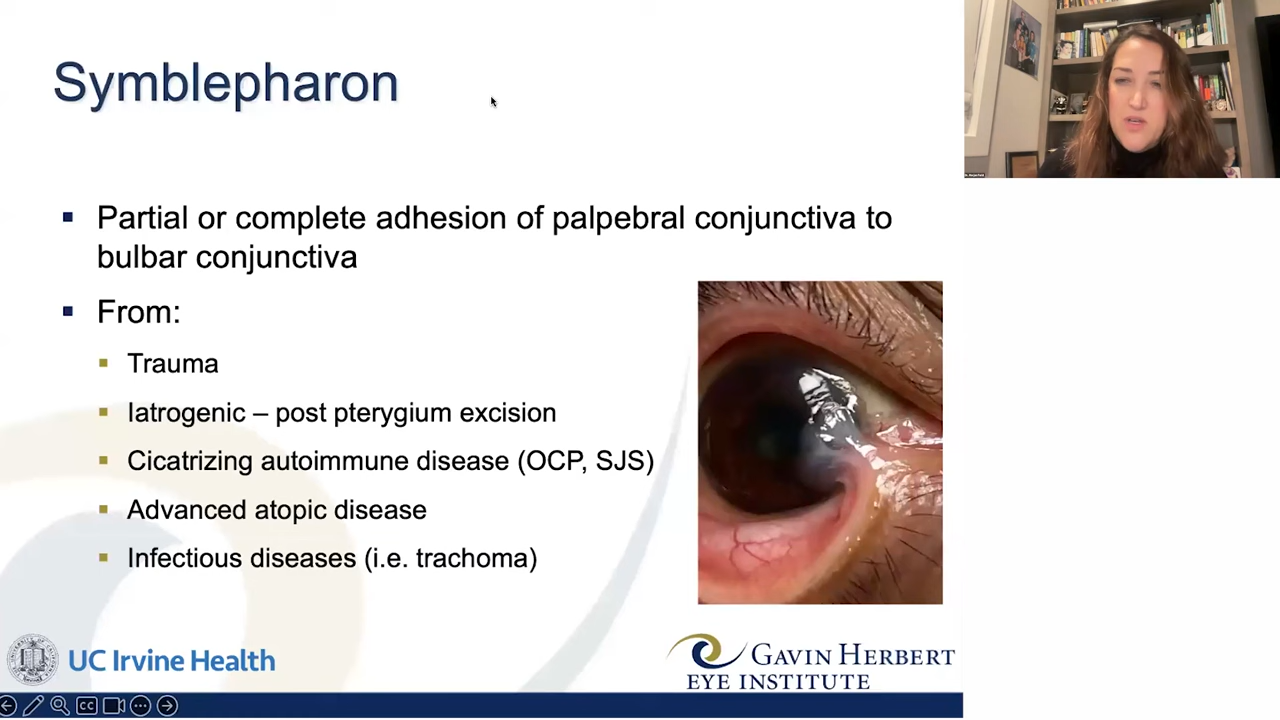 Symblepharon
Partial or complete adhesion of palpebral conjunctiva to
bulbar conjunctiva
From:
Trauma
Iatrogenic – post pterygium excision
Cicatrizing autoimmune disease (OCP, SJS)
Advanced atopic disease
Infectious diseases (i.e. trachoma)
UC Irvine Health
GAVIN HERBERT
EYE INSTITUTE
CC